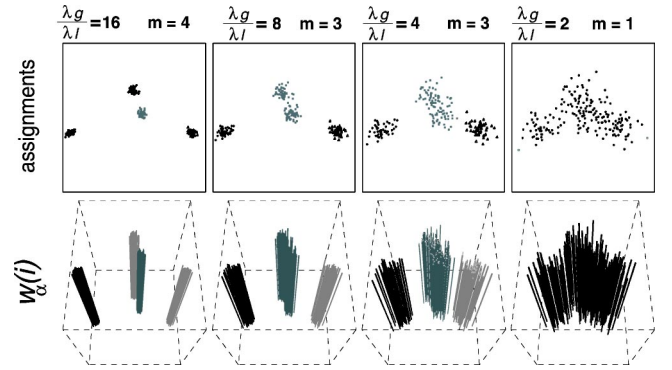 λg/λl=16 m = 4
λg/λl= 8 m = 3
λg/λl= 4 m = 3
λg/λl= 2 m = 1
assignments
wα(i)